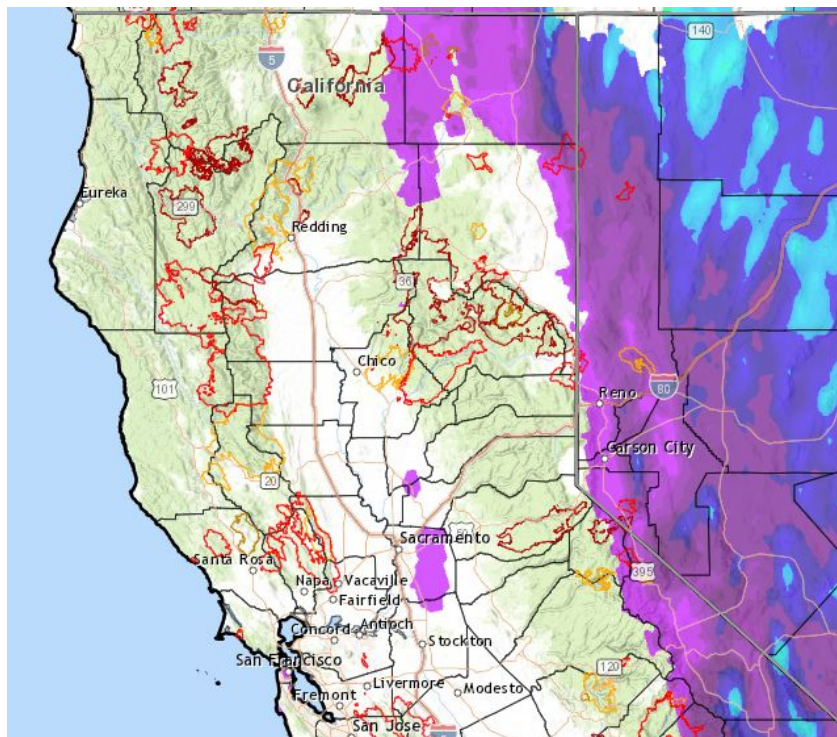 5
140
California
Eureka
299
Redding
36
Chico
101
80
Reno
Carson City
20
Sacramento
50
Santa Rosa
Napa
Vacaville
395
Fairfield
Concord
Antioch
Stockton
San Francisco
120
Livermore
Modesto
Fremont
San Jose